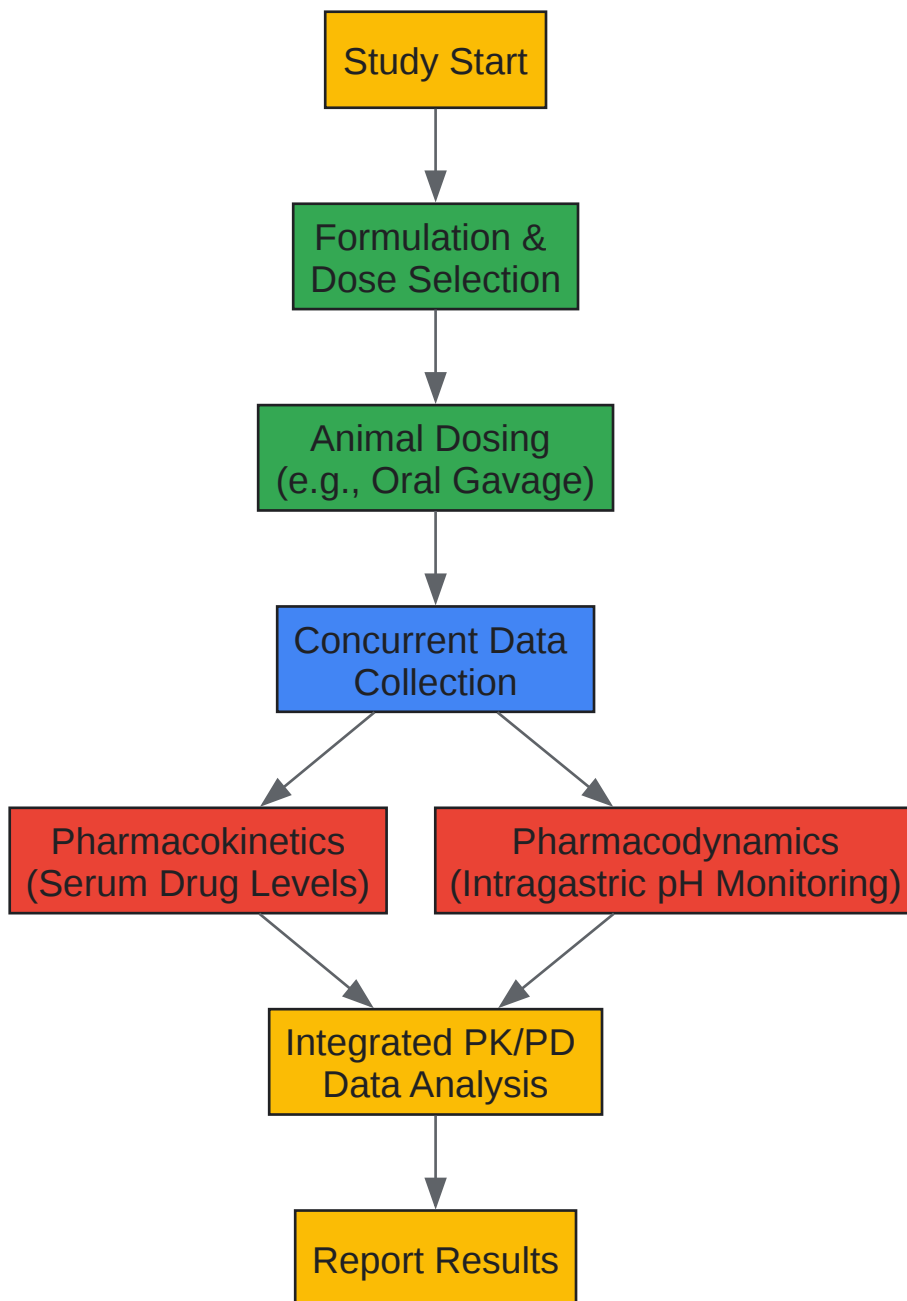 Study Start
Formulation &
Dose Selection
Animal Dosing
(e.g., Oral Gavage)
Concurrent Data
Collection
Pharmacokinetics
(Serum Drug Levels)
Pharmacodynamics
(Intragastric pH Monitoring)
Integrated PK/PD
Data Analysis
Report Results